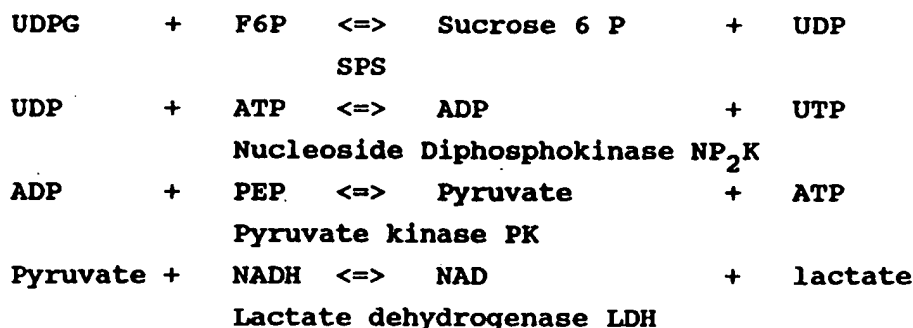 UDPG + F6P <=> Sucrose 6 P + UDP
SPS
UDP + ATP <=> ADP + UTP
Nucleoside Diphosphokinase NP2K
ADP + PEP <=> Pyruvate + ATP
Pyruvate kinase PK
Pyruvate + NADH <=> NAD + lactate
Lactate dehydrogenase LDH